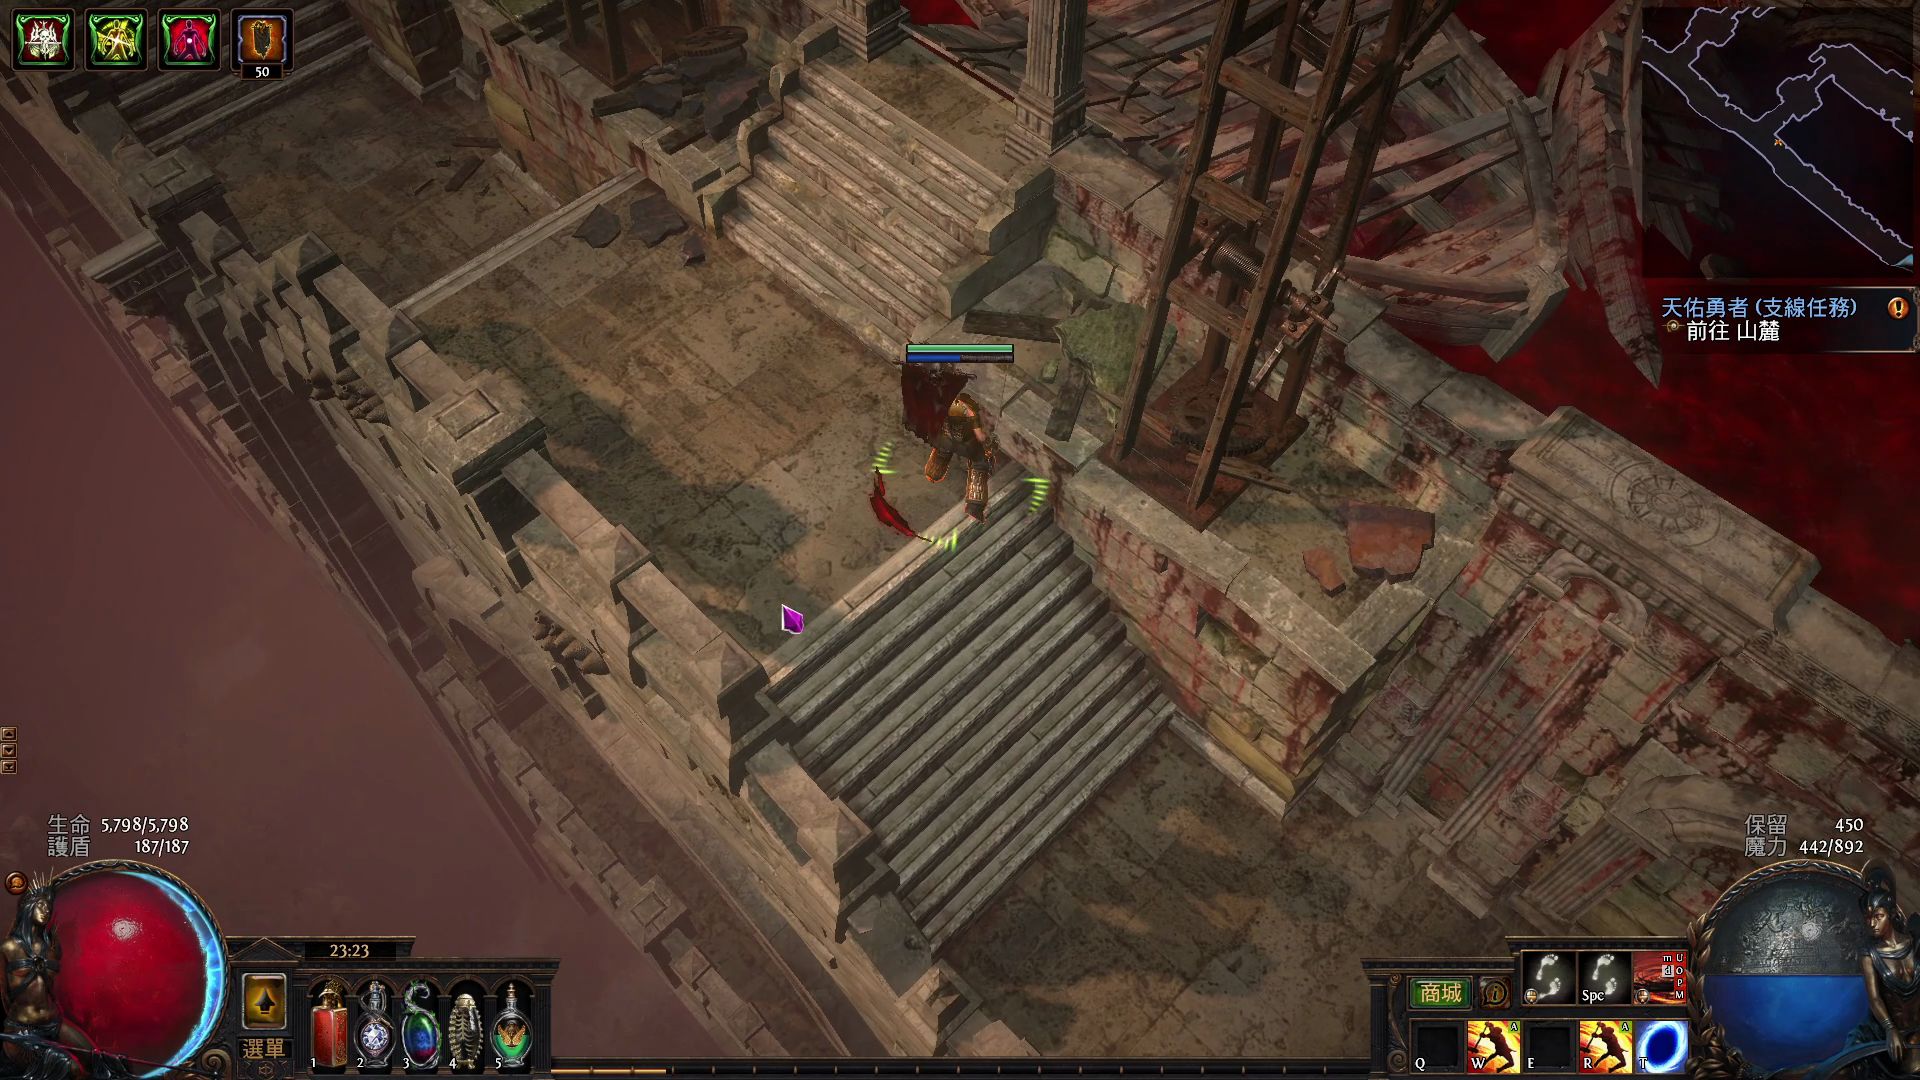 50
天佑勇者 (支線任務)
前往 山麓
生命 5,798/5,798
護盾 187/187
保留 450
魔力 442/892
23:23
選單
1 2 3 4 5
商城
Spc
m U
d O
P
M
Q W A E R A T